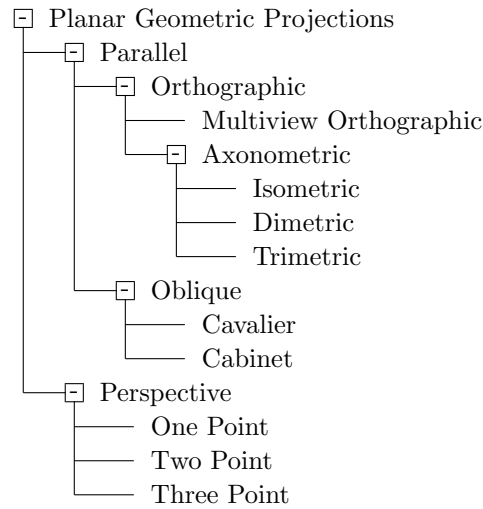 Planar Geometric Projections
Parallel
Orthographic
Multiview Orthographic
Axonometric
Isometric
Dimetric
Trimetric
Oblique
Cavalier
Cabinet
Perspective
One Point
Two Point
Three Point